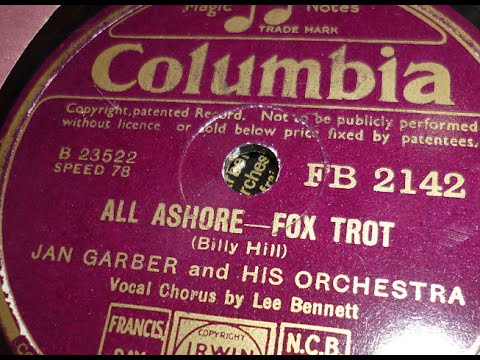 Magic Notes
TRADE MARK
Columbia
Copyright, patented Record. Not to be publicly performed
without licence or sold below price fixed by patentees.
B 23522
SPEED 78
FB 2142
ALL ASHORE—FOX TROT
(Billy Hill)
JAN GARBER and HIS ORCHESTRA
Vocal Chorus by Lee Bennett
FRANCIS,
COPYRIGHT
IRWIN
N.C.B.